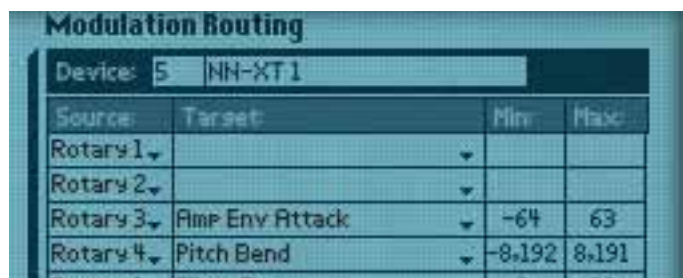 Modulation Routing
Device: 5 NN-XT 1
Source: Target: Min: Max:
Rotary 1
Rotary 2
Rotary 3 Amp Env Attack -64 63
Rotary 4 Pitch Bend -8,192 8,191